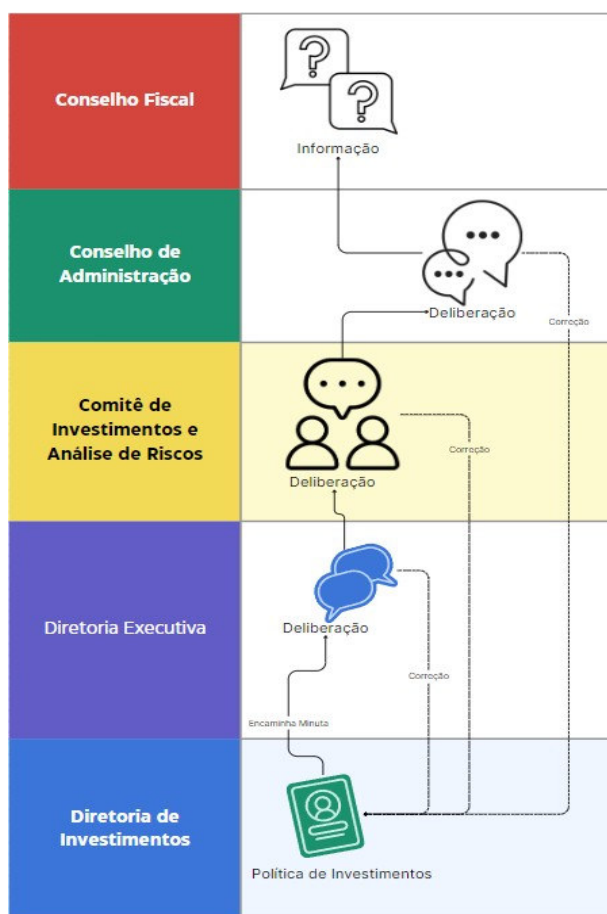 Conselho Fiscal
? ?
Informação
Conselho de
Administração
Deliberação
Correção
Comitê de
Investimentos e
Análise de Riscos
Correção
Deliberação
Diretoria Executiva
Deliberação
Correção
Encaminha Minuta
Diretoria de
Investimentos
Política de Investimentos